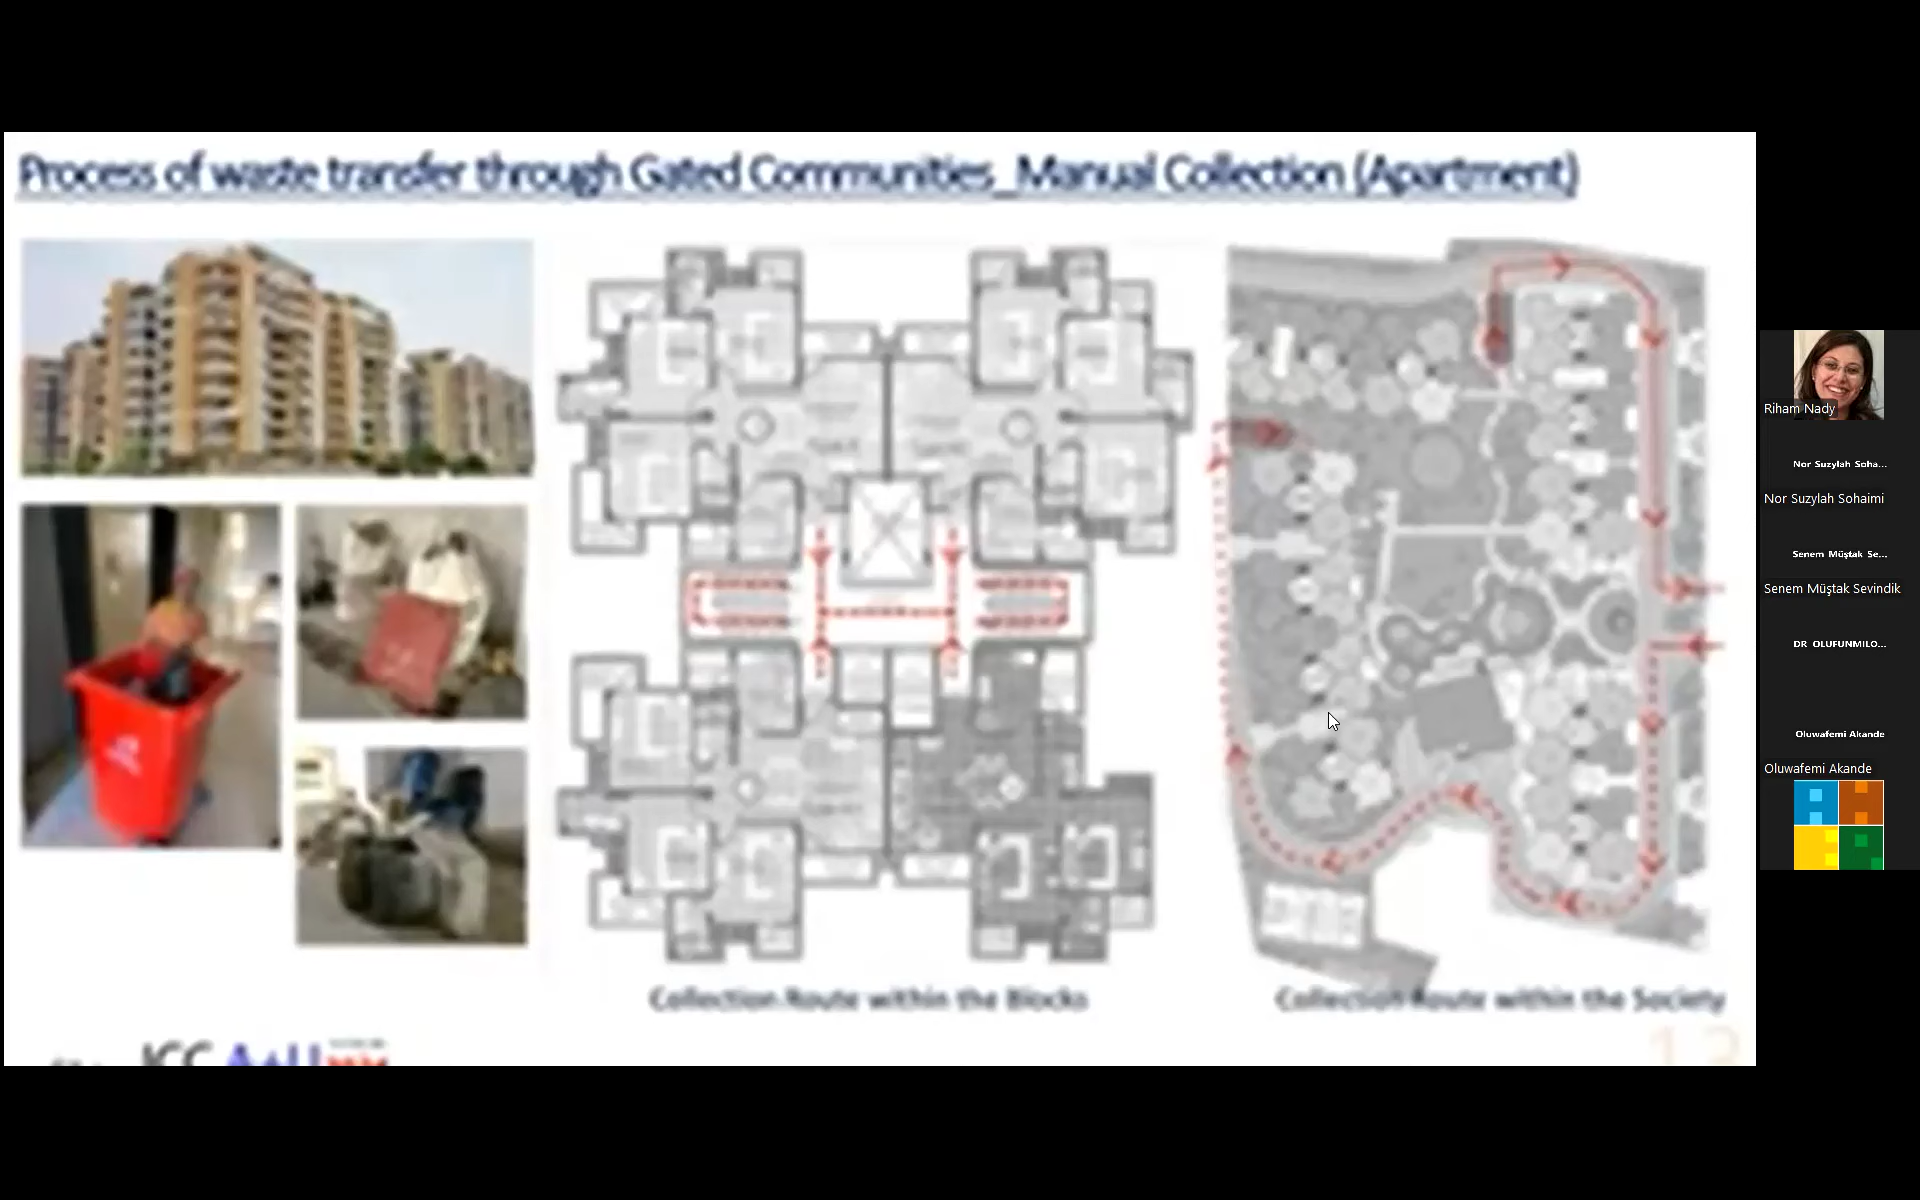 Process of waste transfer through Gated Communities_Manual Collection (Apartment)
Collection Route within the Blocks
Collection Route within the Society
13
Riham Nady
Nor Suzylah Soha...
Nor Suzylah Sohaimi
Senem Müştak Se...
Senem Müştak Sevindik
DR OLUFUNMILO...
Oluwafemi Akande
Oluwafemi Akande